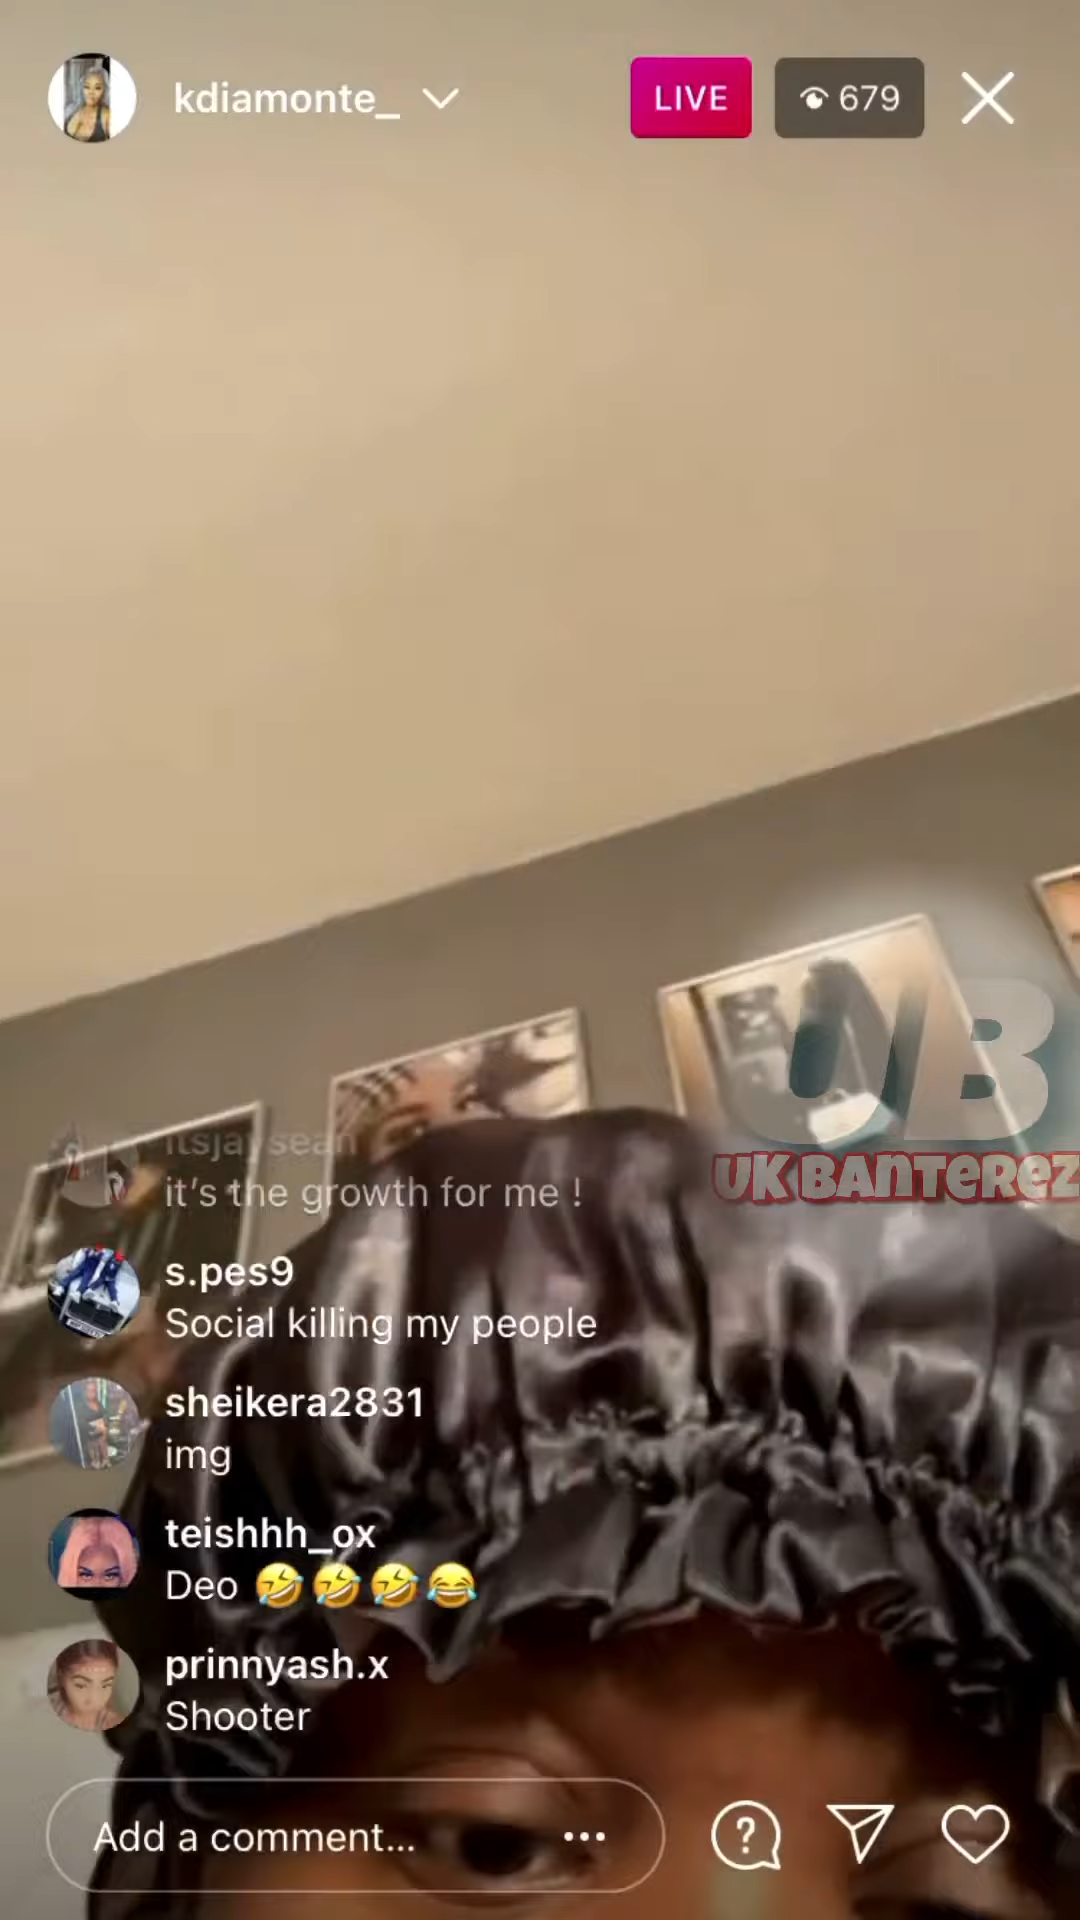 kdiamonte_
LIVE
679
itsjaysean
it's the growth for me !
s.pes9
Social killing my people
sheikera2831
img
teishhh_ox
Deo 🤣🤣🤣😂
prinnyash.x
Shooter
Add a comment...
UB
UK BANTEREZ